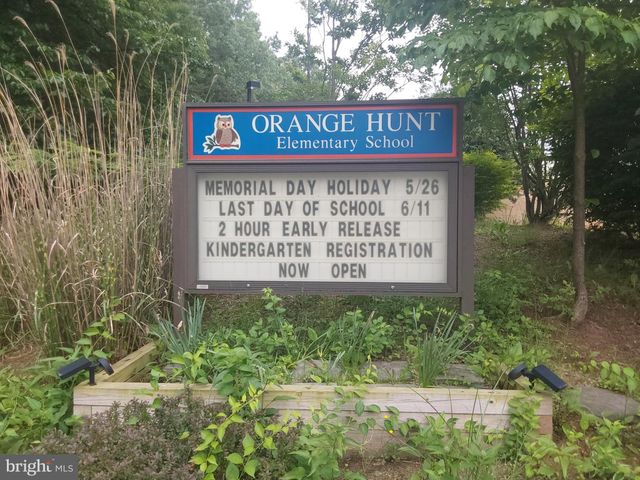 ORANGE HUNT
Elementary School
MEMORIAL DAY HOLIDAY 5/26
LAST DAY OF SCHOOL 6/11
2 HOUR EARLY RELEASE
KINDERGARTEN REGISTRATION
NOW OPEN
bright MLS